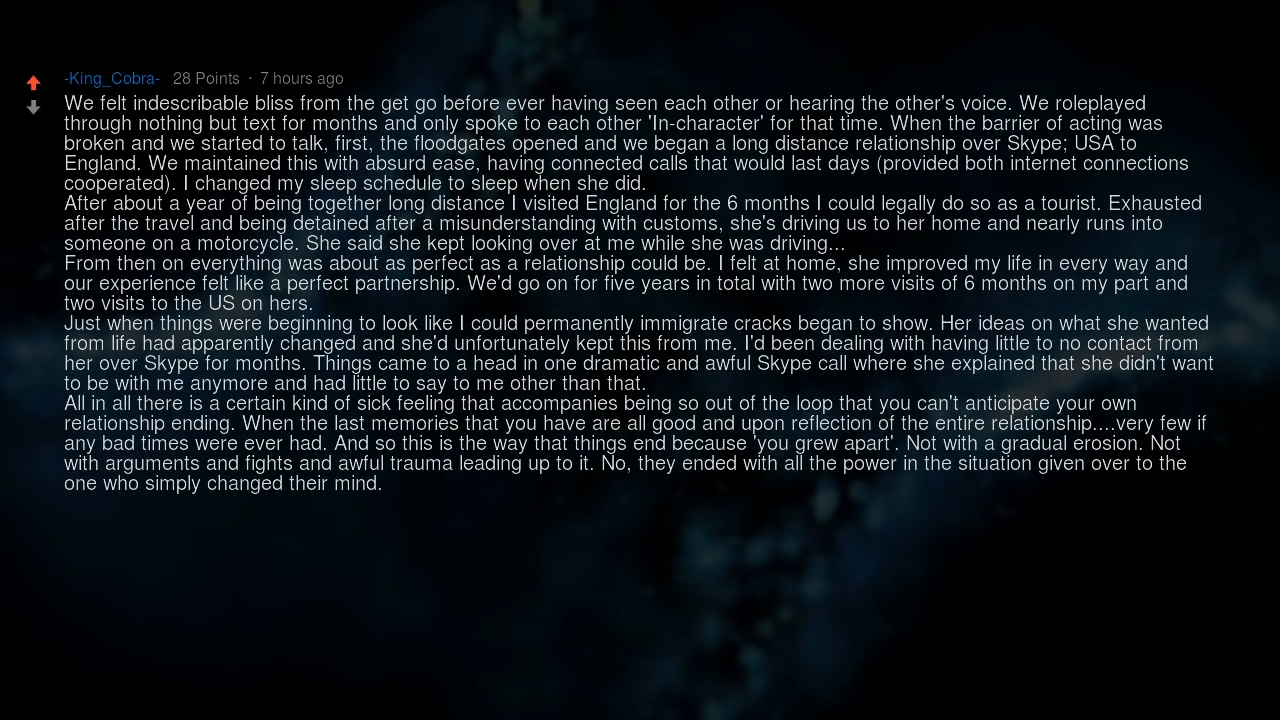 -King_Cobra- 28 Points · 7 hours ago
We felt indescribable bliss from the get go before ever having seen each other or hearing the other's voice. We roleplayed
through nothing but text for months and only spoke to each other 'In-character' for that time. When the barrier of acting was
broken and we started to talk, first, the floodgates opened and we began a long distance relationship over Skype; USA to
England. We maintained this with absurd ease, having connected calls that would last days (provided both internet connections
cooperated). I changed my sleep schedule to sleep when she did.
After about a year of being together long distance I visited England for the 6 months I could legally do so as a tourist. Exhausted
after the travel and being detained after a misunderstanding with customs, she's driving us to her home and nearly runs into
someone on a motorcycle. She said she kept looking over at me while she was driving...
From then on everything was about as perfect as a relationship could be. I felt at home, she improved my life in every way and
our experience felt like a perfect partnership. We'd go on for five years in total with two more visits of 6 months on my part and
two visits to the US on hers.
Just when things were beginning to look like I could permanently immigrate cracks began to show. Her ideas on what she wanted
from life had apparently changed and she'd unfortunately kept this from me. I'd been dealing with having little to no contact from
her over Skype for months. Things came to a head in one dramatic and awful Skype call where she explained that she didn't want
to be with me anymore and had little to say to me other than that.
All in all there is a certain kind of sick feeling that accompanies being so out of the loop that you can't anticipate your own
relationship ending. When the last memories that you have are all good and upon reflection of the entire relationship....very few if
any bad times were ever had. And so this is the way that things end because 'you grew apart'. Not with a gradual erosion. Not
with arguments and fights and awful trauma leading up to it. No, they ended with all the power in the situation given over to the
one who simply changed their mind.